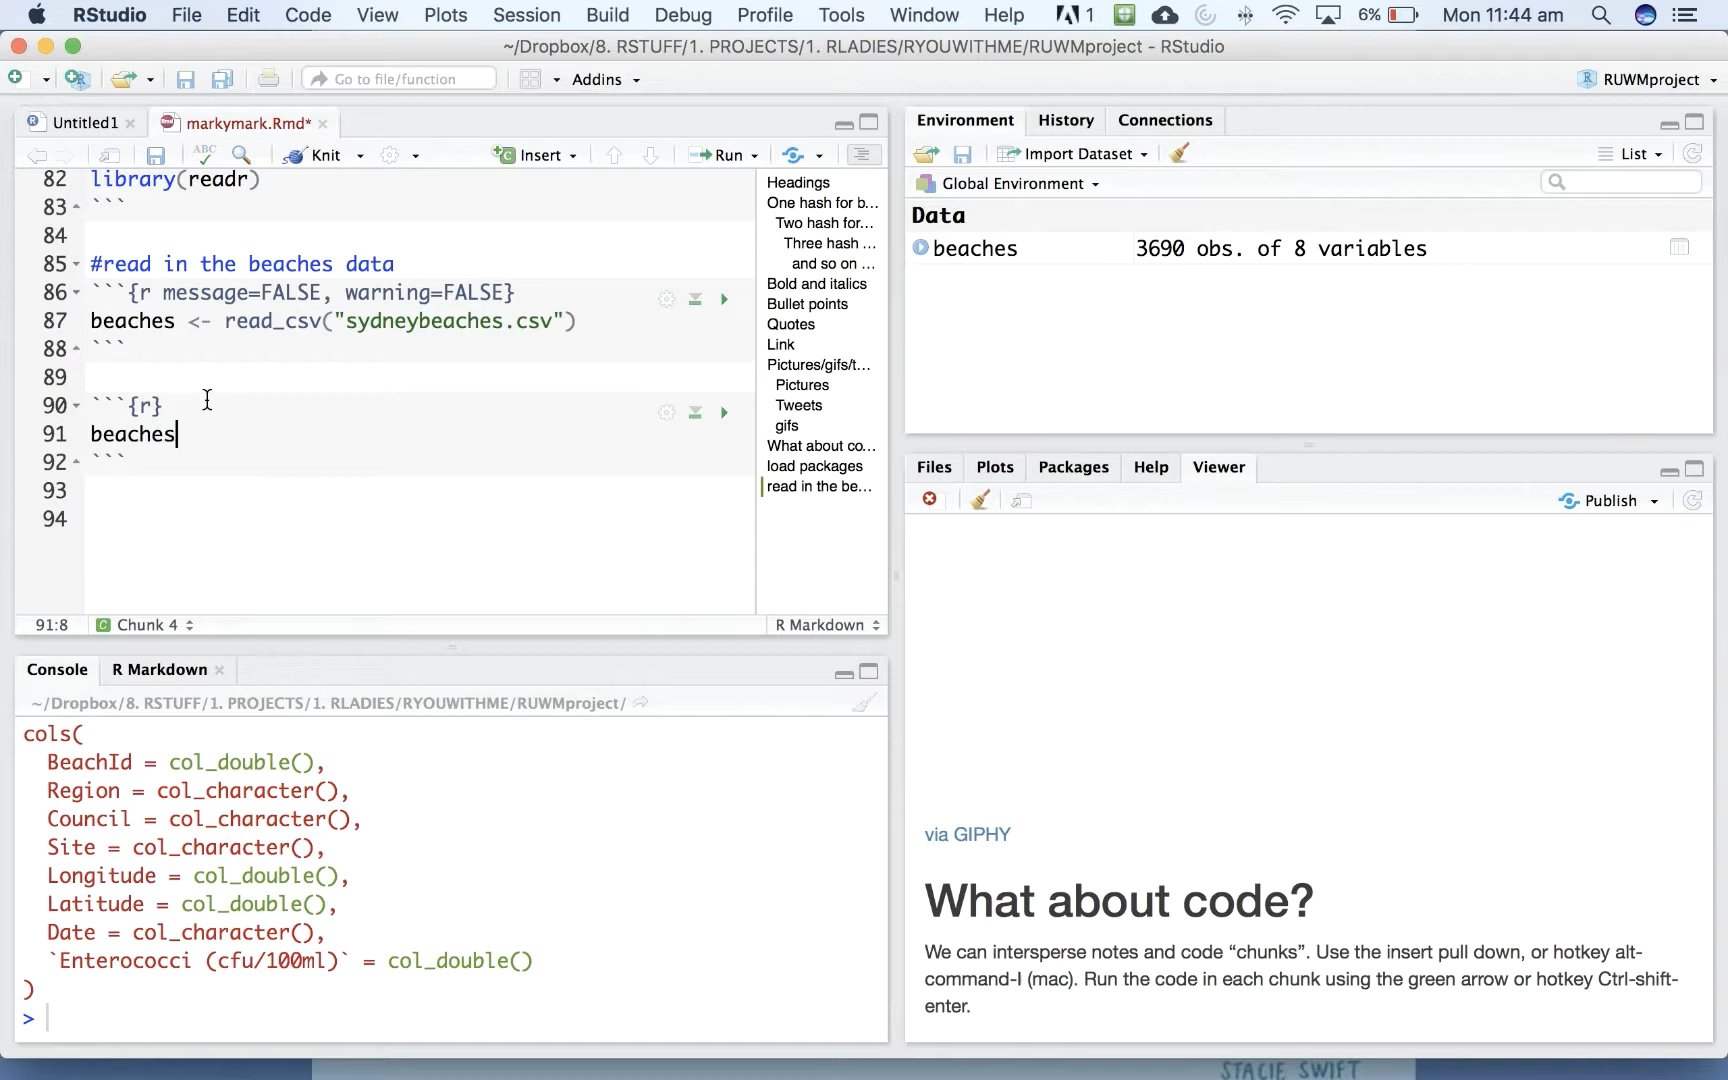 RStudio File Edit Code View Plots Session Build Debug Profile Tools Window Help 1 6% Mon 11:44 am
~/Dropbox/8. RSTUFF/1. PROJECTS/1. RLADIES/RYOUWITHME/RUWMproject - RStudio
Go to file/function Addins RUWMproject
Untitled1 markymark.Rmd*
ABC Knit Insert Run
82 library(readr)
83 ```
84
85 #read in the beaches data
86 ```{r message=FALSE, warning=FALSE}
87 beaches <- read_csv("sydneybeaches.csv")
88 ```
89
90 ```{r}
91 beaches
92 ```
93
94
Headings
One hash for b...
Two hash for...
Three hash ...
and so on ...
Bold and italics
Bullet points
Quotes
Link
Pictures/gifs/t...
Pictures
Tweets
gifs
What about co...
load packages
read in the be...
91:8 C Chunk 4 R Markdown
Console R Markdown
~/Dropbox/8. RSTUFF/1. PROJECTS/1. RLADIES/RYOUWITHME/RUWMproject/
cols(
BeachId = col_double(),
Region = col_character(),
Council = col_character(),
Site = col_character(),
Longitude = col_double(),
Latitude = col_double(),
Date = col_character(),
`Enterococci (cfu/100ml)` = col_double()
)
>
Environment History Connections
Import Dataset List
Global Environment
Data
beaches 3690 obs. of 8 variables
Files Plots Packages Help Viewer
Publish
via GIPHY
What about code?
We can intersperse notes and code “chunks”. Use the insert pull down, or hotkey alt-
command-I (mac). Run the code in each chunk using the green arrow or hotkey Ctrl-shift-
enter.
STACIE SWIFT